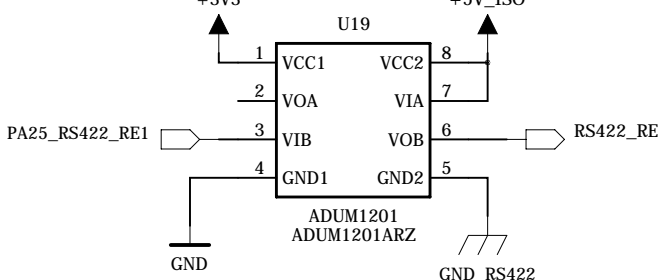 +3V3
+5V_ISO
U19
1 VCC1 VCC2 8
2 VOA VIA 7
PA25_RS422_RE1 3 VIB VOB 6 RS422_RE
4 GND1 GND2 5
ADUM1201
ADUM1201ARZ
GND
GND_RS422